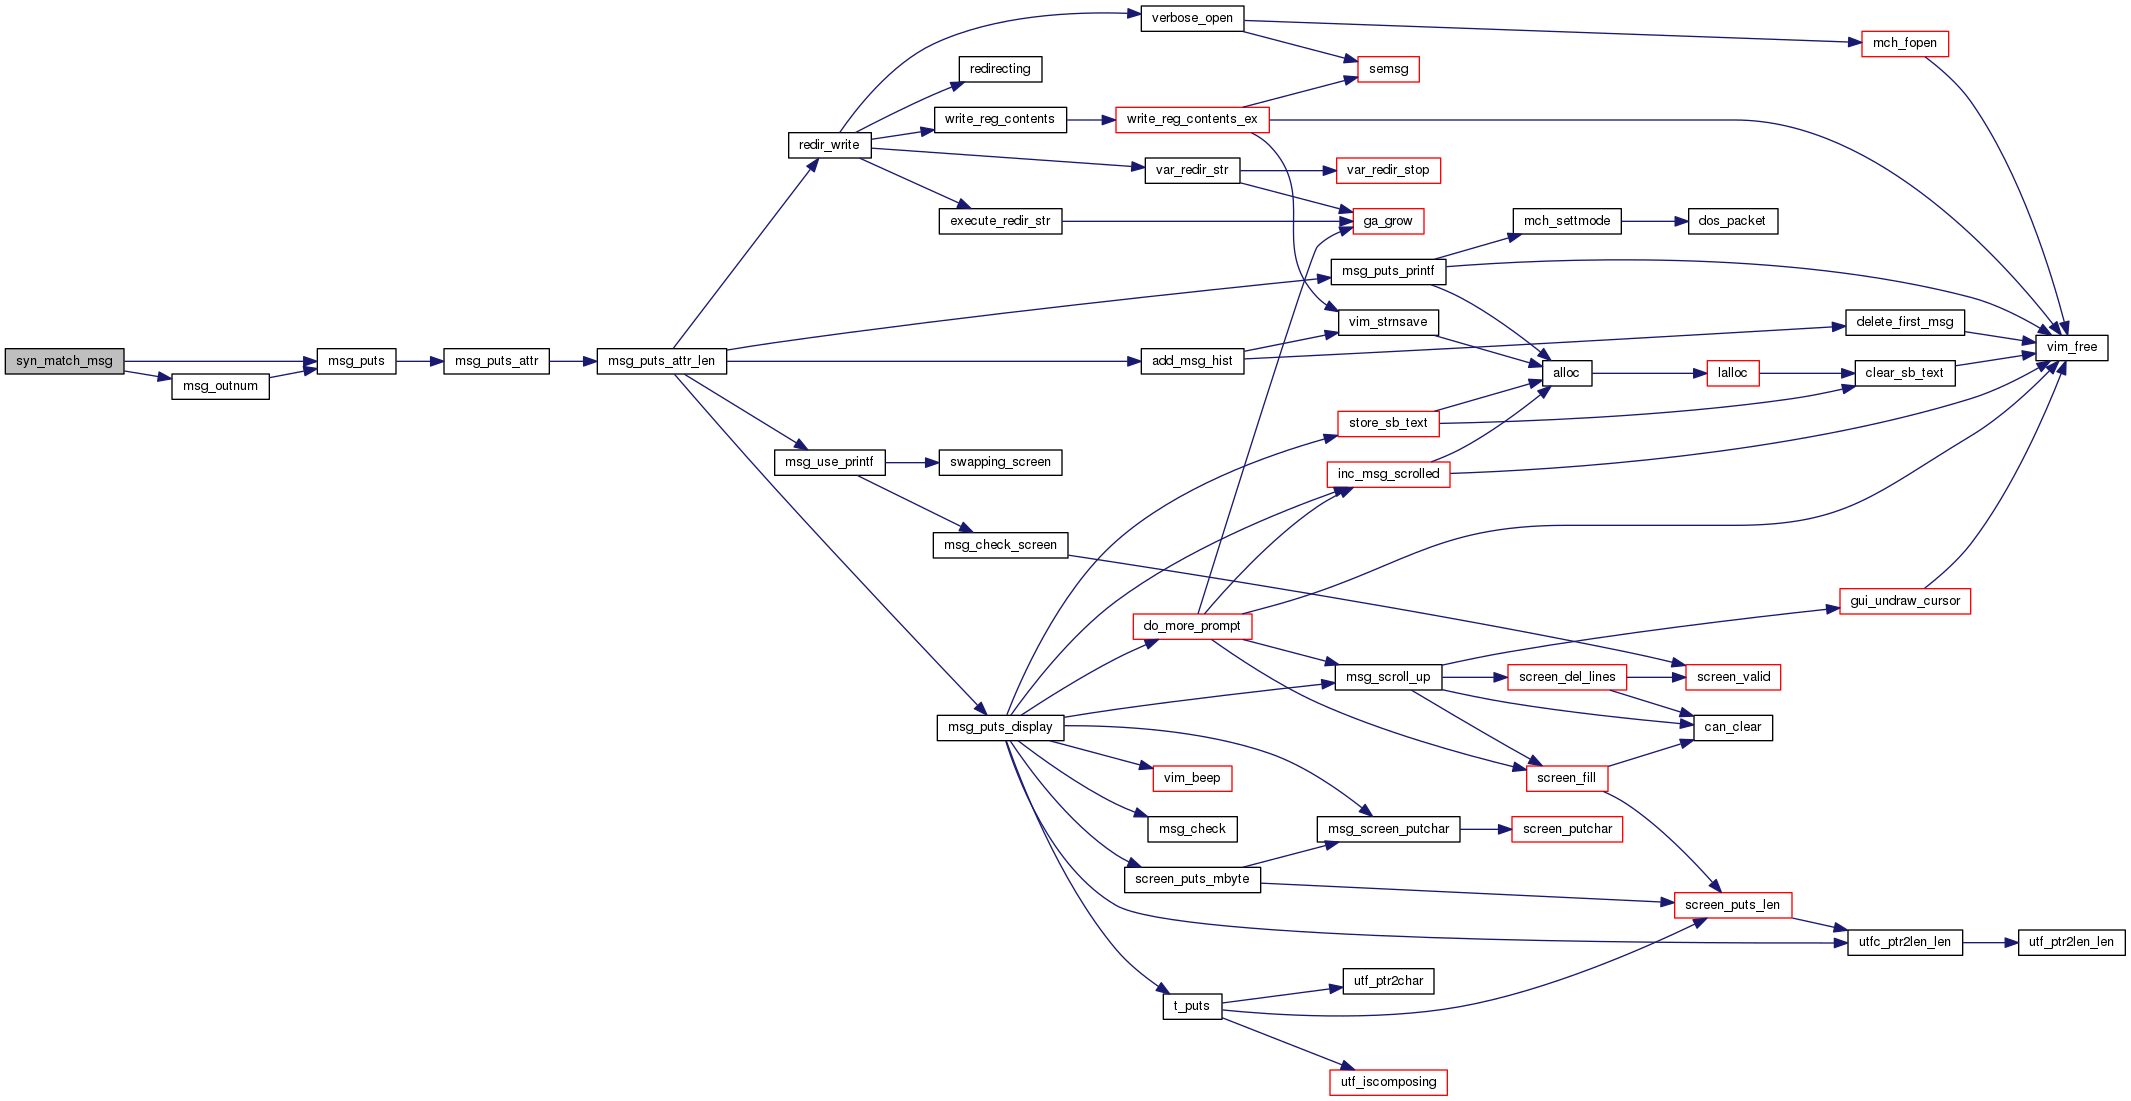 syn_match_msg
msg_outnum
msg_puts
msg_puts_attr
msg_puts_attr_len
redir_write
verbose_open
redirecting
write_reg_contents
write_reg_contents_ex
semsg
mch_fopen
var_redir_str
var_redir_stop
execute_redir_str
ga_grow
msg_puts_printf
mch_settmode
dos_packet
vim_strnsave
add_msg_hist
delete_first_msg
vim_free
alloc
lalloc
clear_sb_text
store_sb_text
msg_use_printf
swapping_screen
inc_msg_scrolled
msg_check_screen
do_more_prompt
gui_undraw_cursor
msg_scroll_up
screen_del_lines
screen_valid
msg_puts_display
can_clear
vim_beep
screen_fill
msg_check
msg_screen_putchar
screen_putchar
screen_puts_mbyte
screen_puts_len
utfc_ptr2len_len
utf_ptr2len_len
utf_ptr2char
t_puts
utf_iscomposing